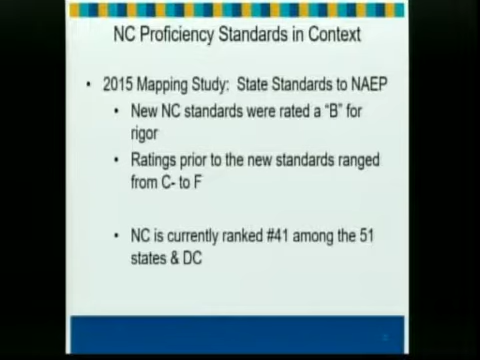 NC Proficiency Standards in Context
• 2015 Mapping Study: State Standards to NAEP
• New NC standards were rated a "B" for
rigor
• Ratings prior to the new standards ranged
from C- to F
• NC is currently ranked #41 among the 51
states & DC